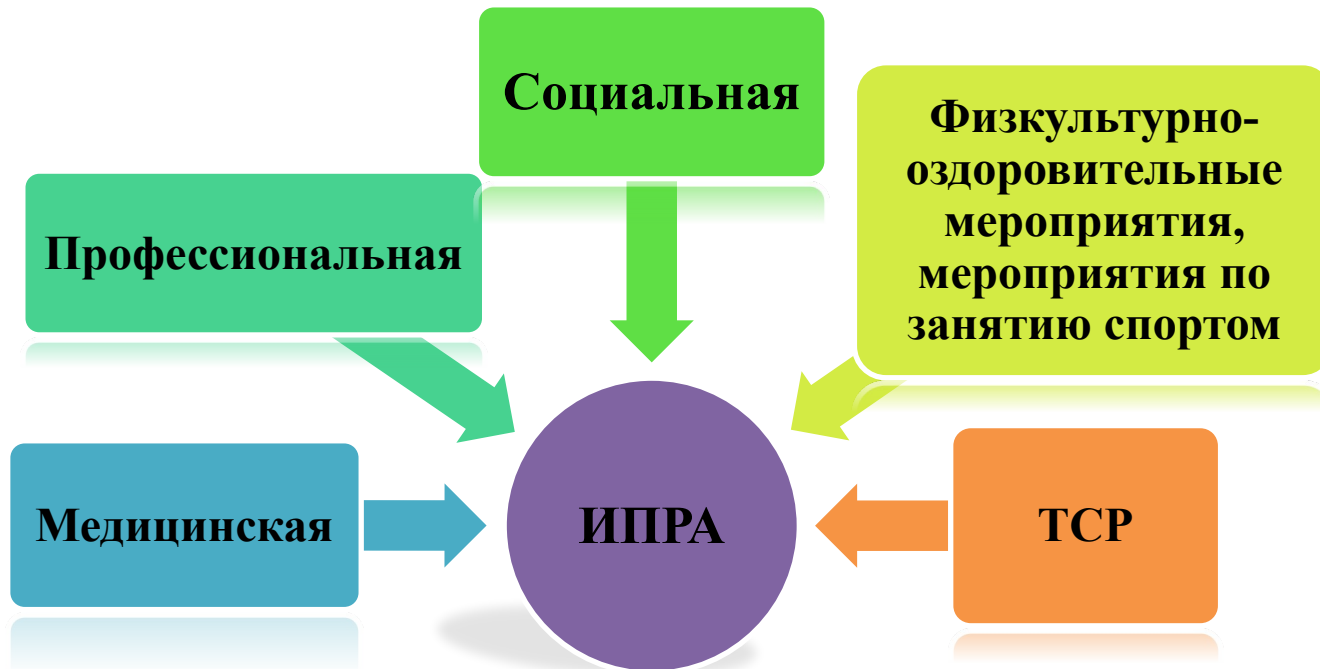 Социальная
Физкультурно-
оздоровительные
мероприятия,
мероприятия по
занятию спортом
Профессиональная
Медицинская
ИПРА
ТСР